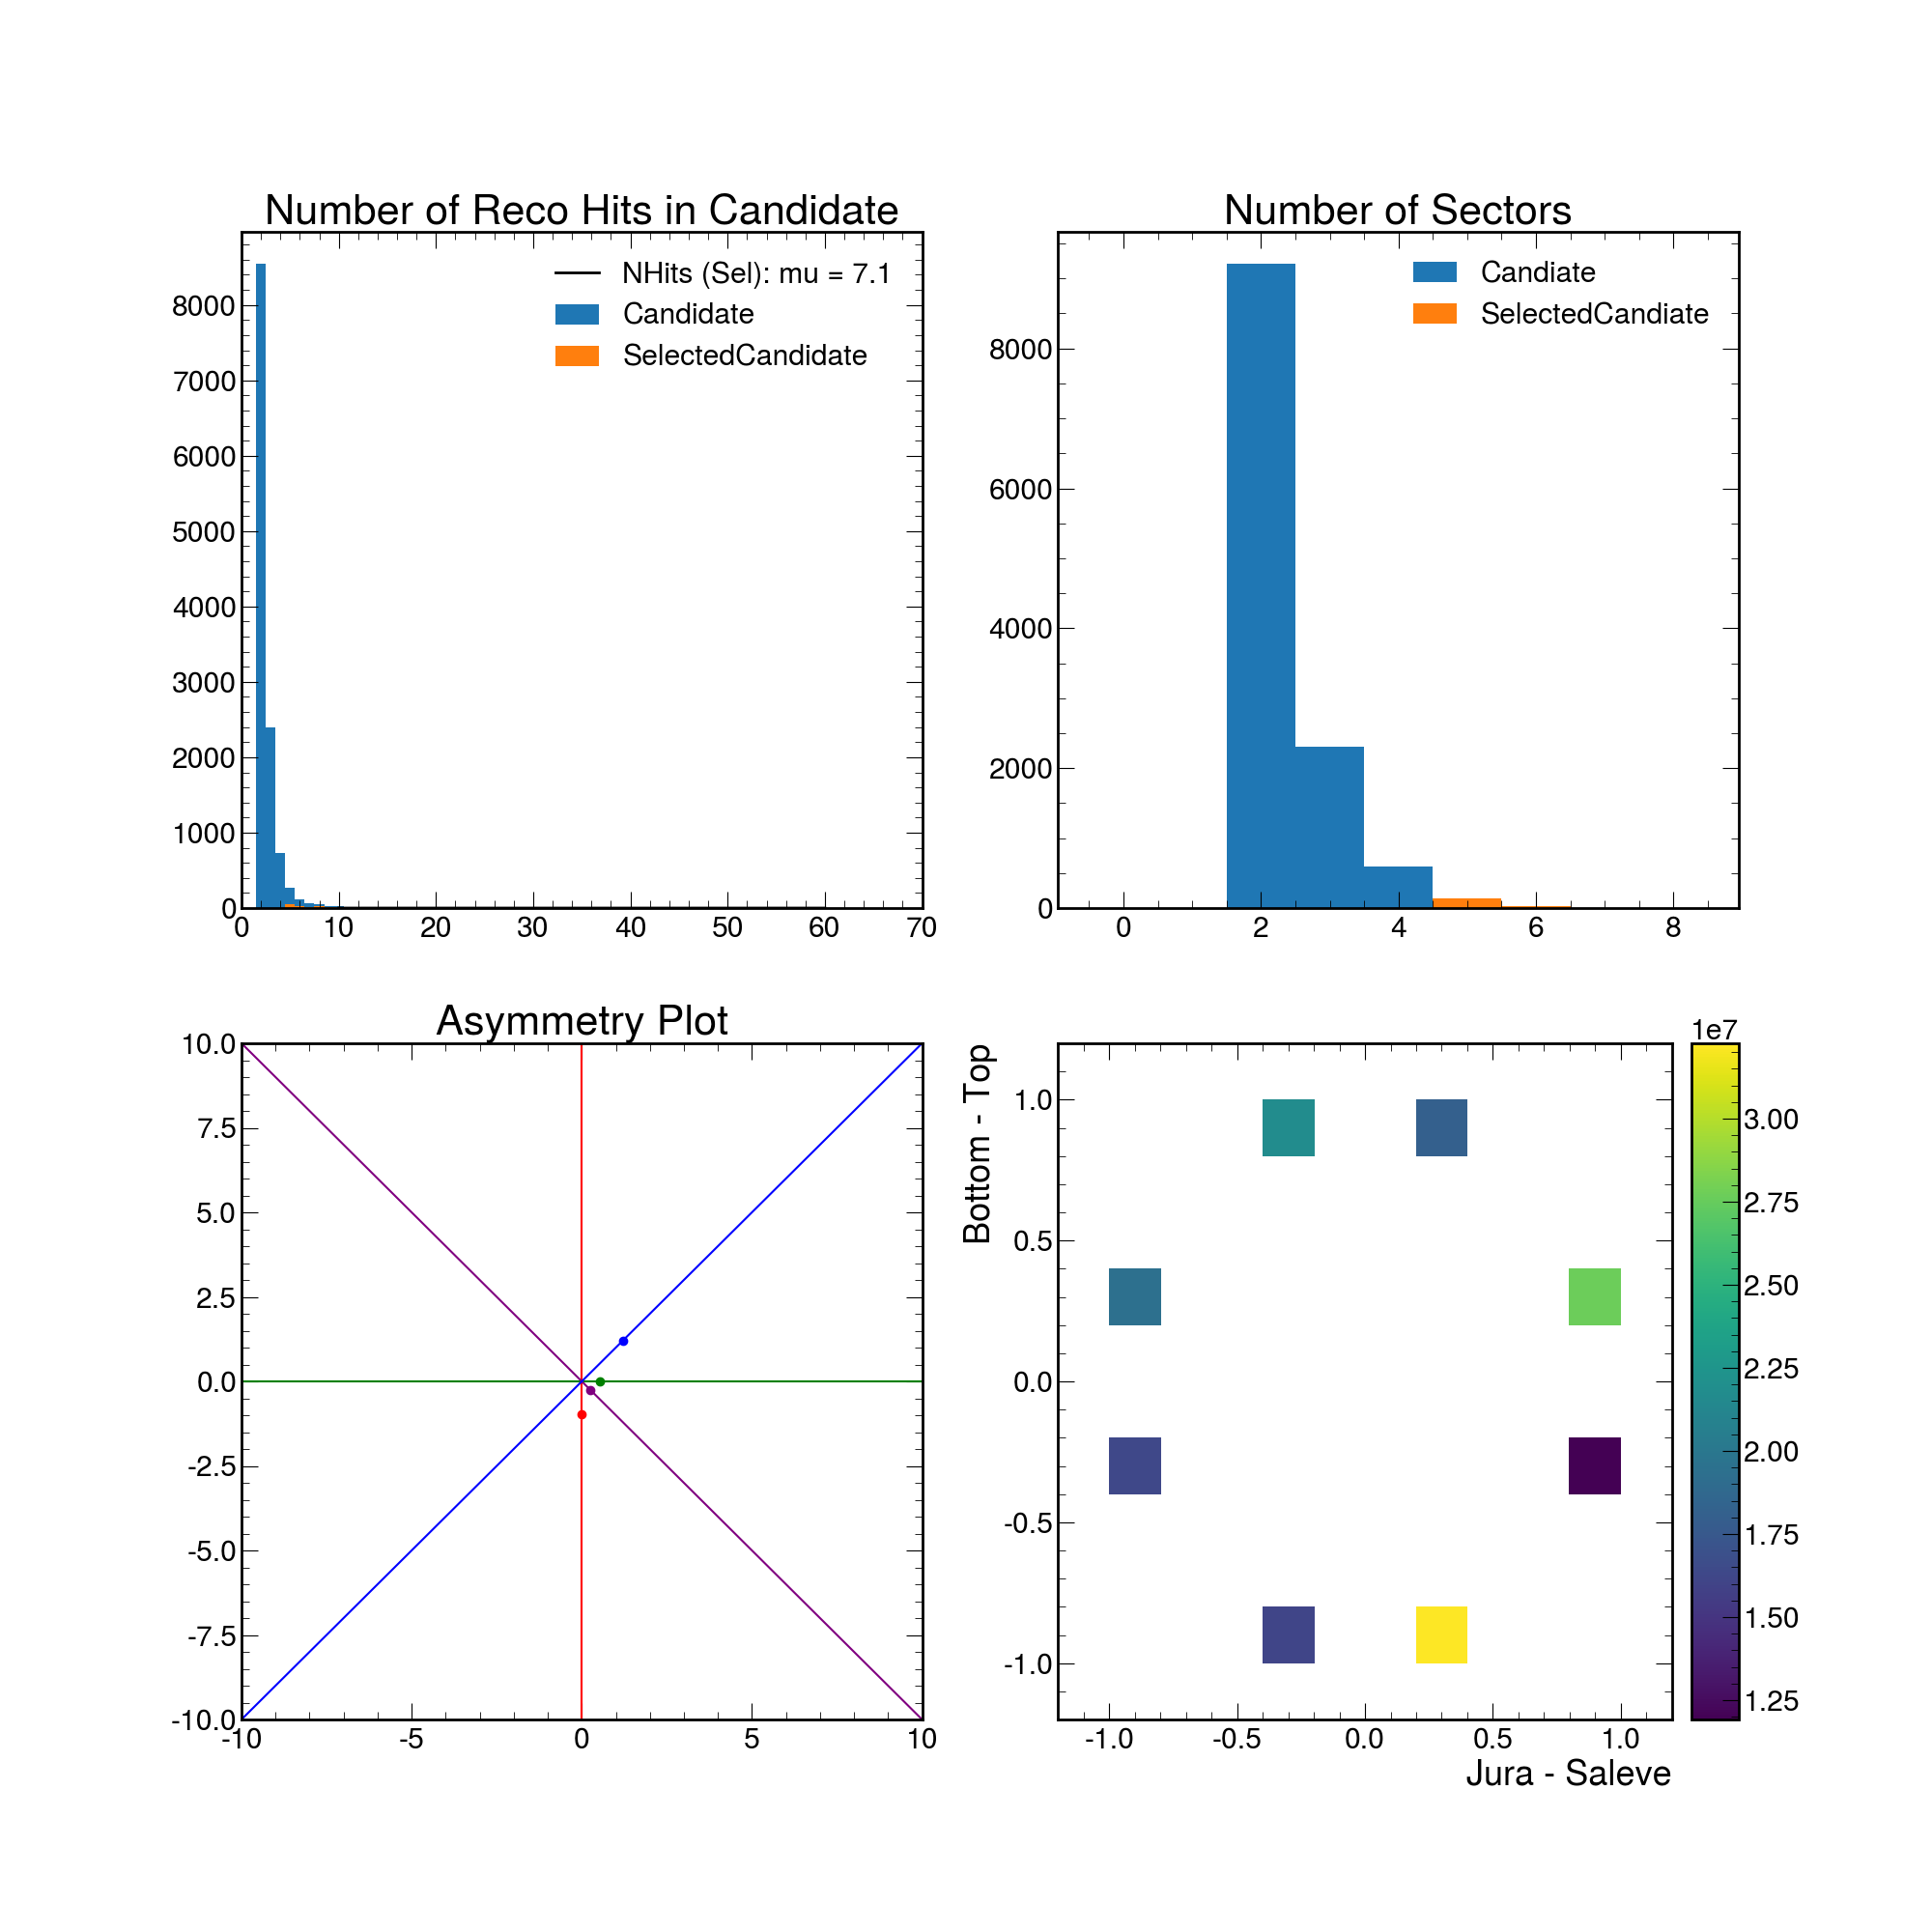 Number of Reco Hits in Candidate
NHits (Sel): mu = 7.1
Candidate
SelectedCandidate
8000
7000
6000
5000
4000
3000
2000
1000
0
0 10 20 30 40 50 60 70
Number of Sectors
Candiate
SelectedCandiate
8000
6000
4000
2000
0
0 2 4 6 8
Asymmetry Plot
10.0
7.5
5.0
2.5
0.0
-2.5
-5.0
-7.5
-10.0
-10 -5 0 5 10
Bottom - Top
1.0
0.5
0.0
-0.5
-1.0
-1.0 -0.5 0.0 0.5 1.0
Jura - Saleve
1e7
3.00
2.75
2.50
2.25
2.00
1.75
1.50
1.25